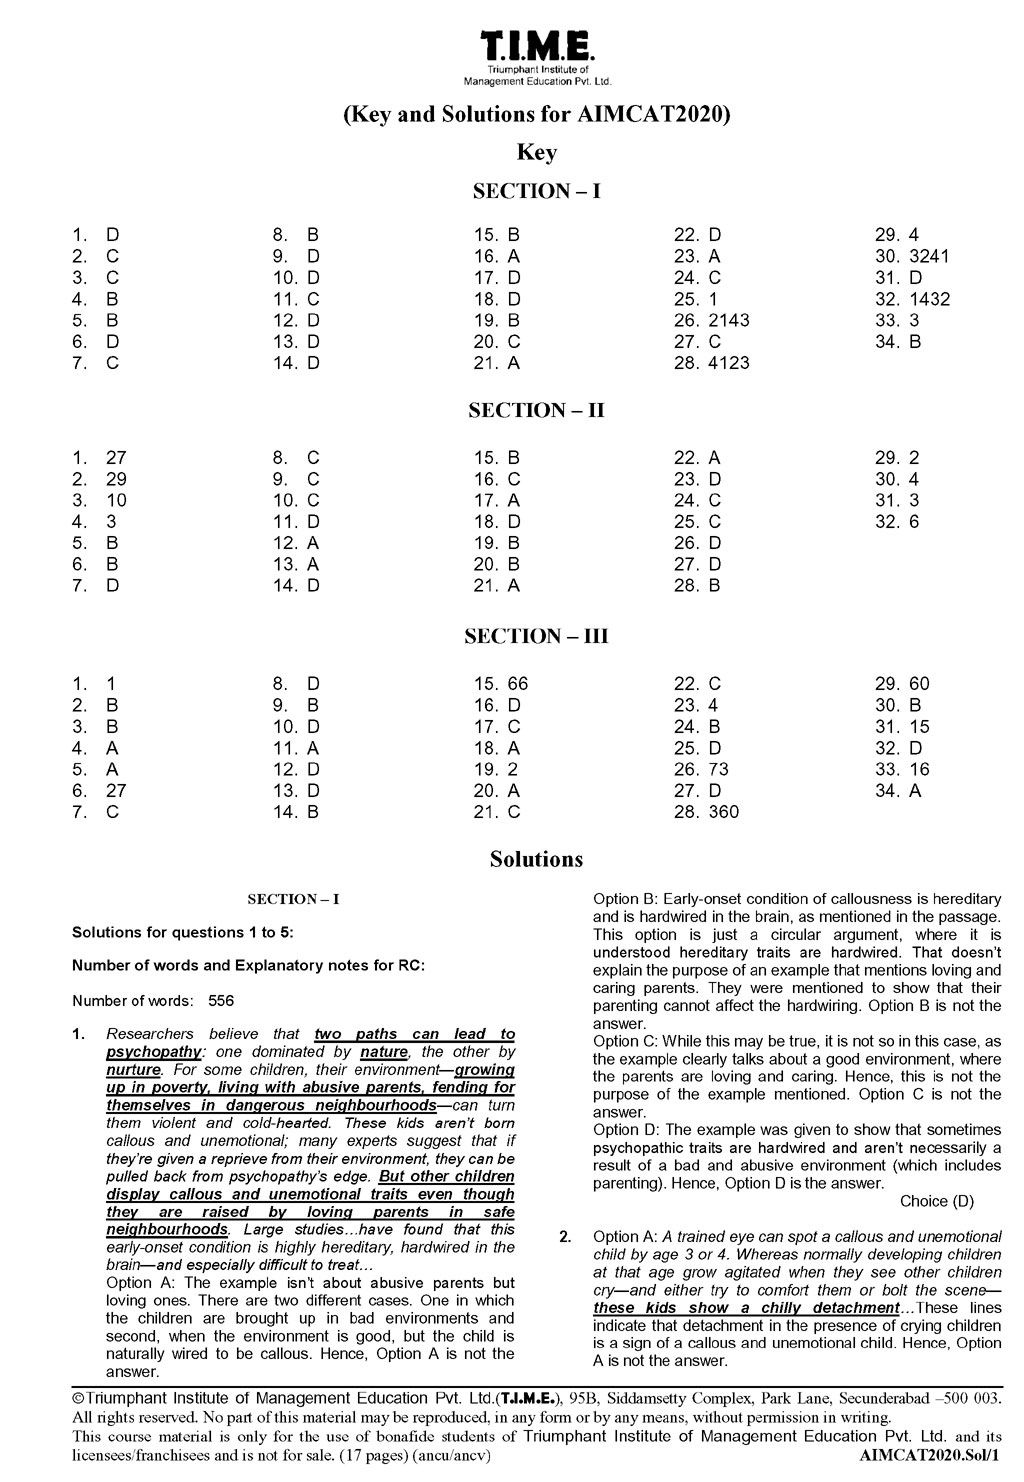 T.I.M.E.
Triumphant Institute of
Management Education Pvt. Ltd.
(Key and Solutions for AIMCAT2020)
Key
SECTION – I
1. D 8. B 15. B 22. D 29. 4
2. C 9. D 16. A 23. A 30. 3241
3. C 10. D 17. D 24. C 31. D
4. B 11. C 18. D 25. 1 32. 1432
5. B 12. D 19. B 26. 2143 33. 3
6. D 13. D 20. C 27. C 34. B
7. C 14. D 21. A 28. 4123
SECTION – II
1. 27 8. C 15. B 22. A 29. 2
2. 29 9. C 16. C 23. D 30. 4
3. 10 10. C 17. A 24. C 31. 3
4. 3 11. D 18. D 25. C 32. 6
5. B 12. A 19. B 26. D
6. B 13. A 20. B 27. D
7. D 14. D 21. A 28. B
SECTION – III
1. 1 8. D 15. 66 22. C 29. 60
2. B 9. B 16. D 23. 4 30. B
3. B 10. D 17. C 24. B 31. 15
4. A 11. A 18. A 25. D 32. D
5. A 12. D 19. 2 26. 73 33. 16
6. 27 13. D 20. A 27. D 34. A
7. C 14. B 21. C 28. 360
Solutions
SECTION – I
Solutions for questions 1 to 5:
Number of words and Explanatory notes for RC:
Number of words: 556
1. Researchers believe that two paths can lead to
psychopathy: one dominated by nature, the other by
nurture. For some children, their environment—growing
up in poverty, living with abusive parents, fending for
themselves in dangerous neighbourhoods—can turn
them violent and cold-hearted. These kids aren't born
callous and unemotional; many experts suggest that if
they're given a reprieve from their environment, they can be
pulled back from psychopathy's edge. But other children
display callous and unemotional traits even though
they are raised by loving parents in safe
neighbourhoods. Large studies…have found that this
early-onset condition is highly hereditary, hardwired in the
brain—and especially difficult to treat…
Option A: The example isn't about abusive parents but
loving ones. There are two different cases. One in which
the children are brought up in bad environments and
second, when the environment is good, but the child is
naturally wired to be callous. Hence, Option A is not the
answer.
Option B: Early-onset condition of callousness is hereditary
and is hardwired in the brain, as mentioned in the passage.
This option is just a circular argument, where it is
understood hereditary traits are hardwired. That doesn't
explain the purpose of an example that mentions loving and
caring parents. They were mentioned to show that their
parenting cannot affect the hardwiring. Option B is not the
answer.
Option C: While this may be true, it is not so in this case, as
the example clearly talks about a good environment, where
the parents are loving and caring. Hence, this is not the
purpose of the example mentioned. Option C is not the
answer.
Option D: The example was given to show that sometimes
psychopathic traits are hardwired and aren't necessarily a
result of a bad and abusive environment (which includes
parenting). Hence, Option D is the answer.
Choice (D)
2. Option A: A trained eye can spot a callous and unemotional
child by age 3 or 4. Whereas normally developing children
at that age grow agitated when they see other children
cry—and either try to comfort them or bolt the scene—
these kids show a chilly detachment…These lines
indicate that detachment in the presence of crying children
is a sign of a callous and unemotional child. Hence, Option
A is not the answer.
©Triumphant Institute of Management Education Pvt. Ltd.(T.I.M.E.), 95B, Siddamsetty Complex, Park Lane, Secunderabad –500 003.
All rights reserved. No part of this material may be reproduced, in any form or by any means, without permission in writing.
This course material is only for the use of bonafide students of Triumphant Institute of Management Education Pvt. Ltd. and its
licensees/franchisees and is not for sale. (17 pages) (ancu/ancv) AIMCAT2020.Sol/1